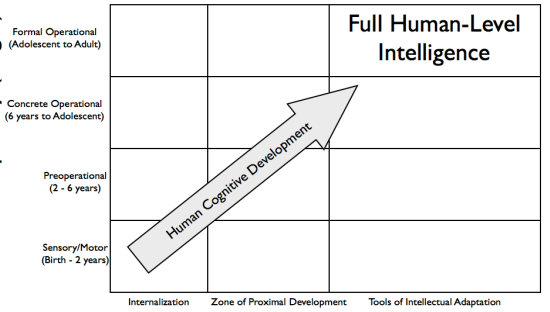 Full Human-Level
Intelligence
Formal Operational
(Adolescent to Adult)
Concrete Operational
(6 years to Adolescent)
Human Cognitive Development
Preoperational
(2 - 6 years)
Sensory/Motor
(Birth - 2 years)
Internalization
Zone of Proximal Development
Tools of Intellectual Adaptation